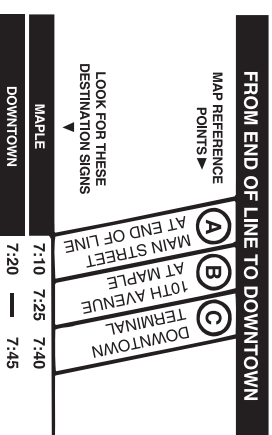 FROM END OF LINE TO DOWNTOWN
MAP REFERENCE
POINTS ▶
A B C
LOOK FOR THESE
DESTINATION SIGNS
▼
MAIN STREET
AT END OF LINE
10TH AVENUE
AT MAPLE
DOWNTOWN
TERMINAL
MAPLE 7:10 7:25 7:40
DOWNTOWN 7:20 — 7:45